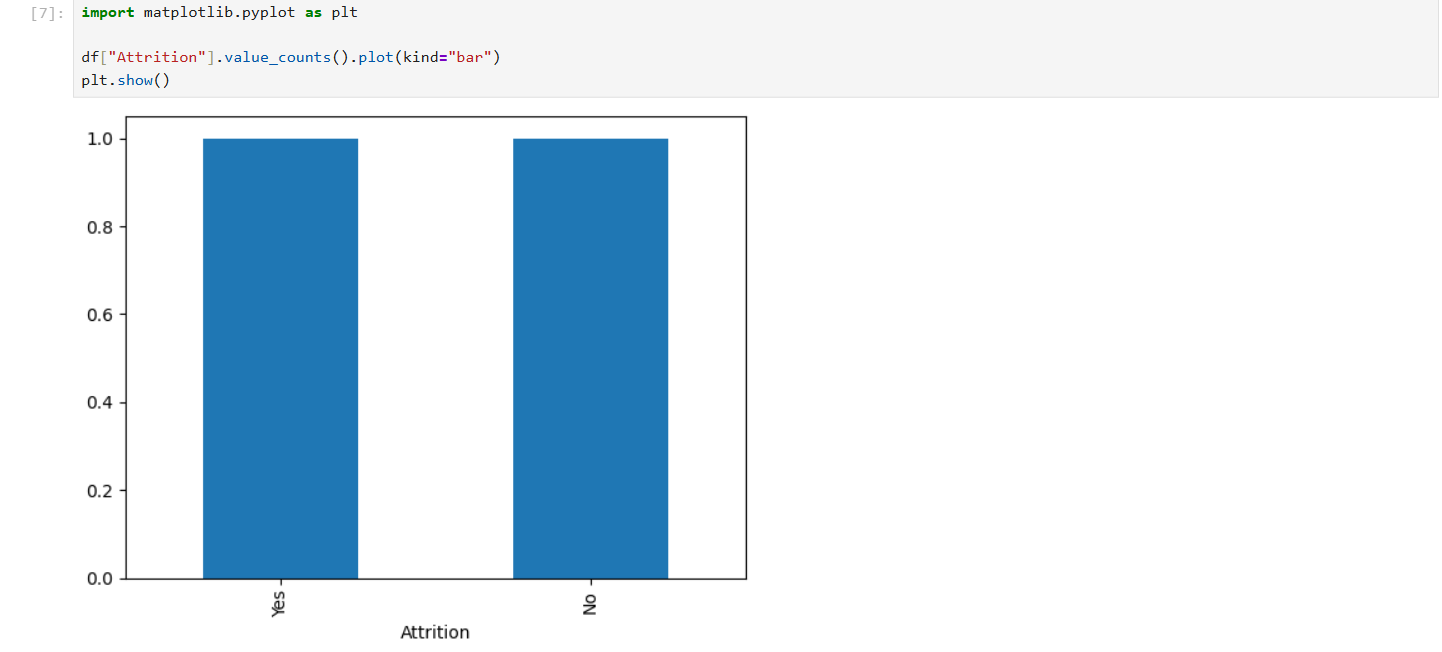 [7]: import matplotlib.pyplot as plt
df["Attrition"].value_counts().plot(kind="bar")
plt.show()
1.0
0.8
0.6
0.4
0.2
0.0
Yes
No
Attrition